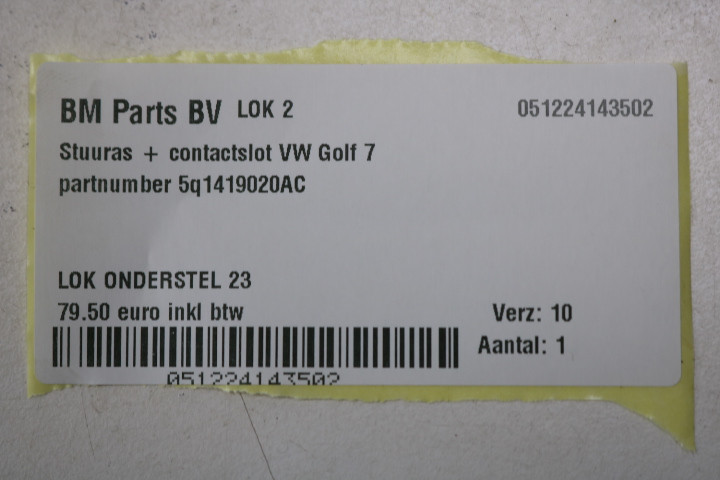 BM Parts BV LOK 2 051224143502
Stuuras + contactslot VW Golf 7
partnumber 5q1419020AC
LOK ONDERSTEL 23
79.50 euro inkl btw Verz: 10
Aantal: 1
051224143502